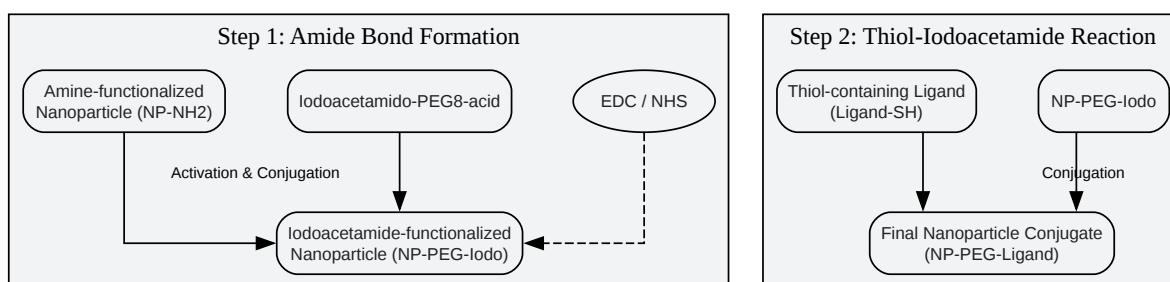 Step 1: Amide Bond Formation
Amine-functionalized
Nanoparticle (NP-NH2)
Iodoacetamido-PEG8-acid
EDC / NHS
Activation & Conjugation
Iodoacetamide-functionalized
Nanoparticle (NP-PEG-Iodo)
Step 2: Thiol-Iodoacetamide Reaction
Thiol-containing Ligand
(Ligand-SH)
NP-PEG-Iodo
Conjugation
Final Nanoparticle Conjugate
(NP-PEG-Ligand)